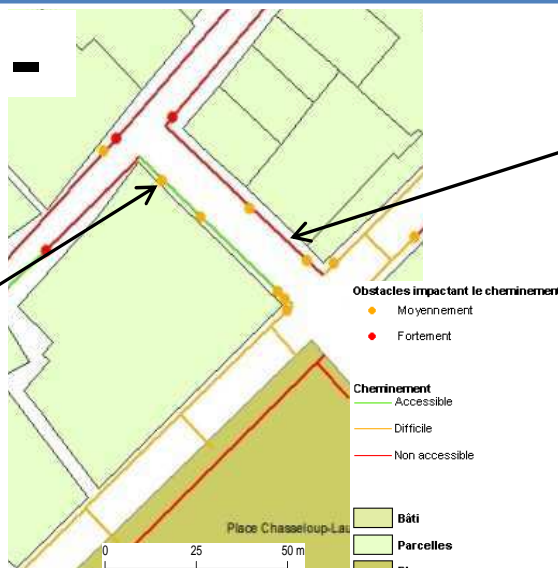 Obstacles impactant le cheminement
Moyennement
Fortement
Cheminement
Accessible
Difficile
Non accessible
Bâti
Parcelles
Place Chasseloup-Lau
0 25 50 m